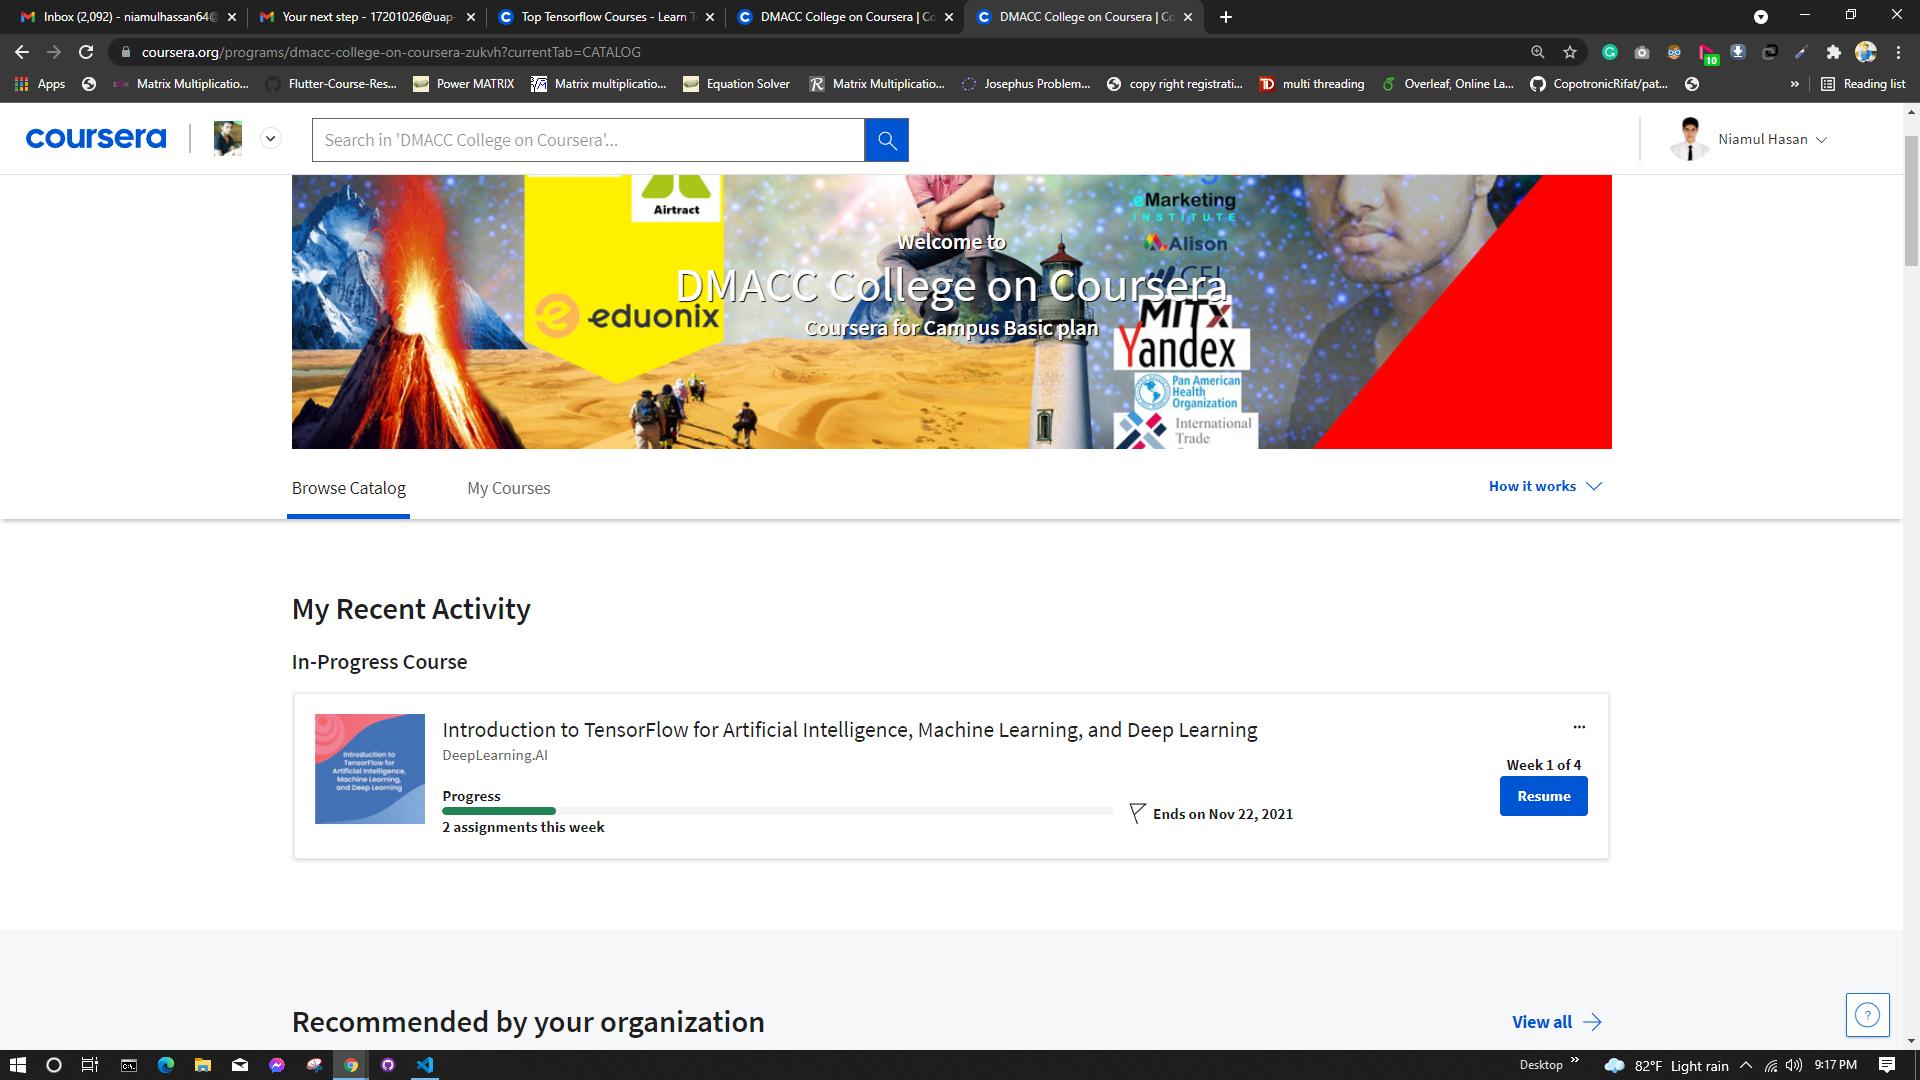 Inbox (2,092) - niamulhassan64@
Your next step - 17201026@uap-
Top Tensorflow Courses - Learn T
DMACC College on Coursera | Co
DMACC College on Coursera | Co
coursera.org/programs/dmacc-college-on-coursera-zukvh?currentTab=CATALOG
10
Apps
Matrix Multiplicatio...
Flutter-Course-Res...
Power MATRIX
Matrix multiplicatio...
Equation Solver
Matrix Multiplicatio...
Josephus Problem...
copy right registrati...
multi threading
Overleaf, Online La...
CopotronicRifat/pat...
Reading list
coursera
Search in 'DMACC College on Coursera'...
Niamul Hasan
Airtract
eMarketing
INSTITUTE
Alison
Welcome to
DMACC College on Coursera
Coursera for Campus Basic plan
eduonix
MITx
Yandex
Pan American
Health
Organization
International
Trade
Browse Catalog
My Courses
How it works
My Recent Activity
In-Progress Course
Introduction to
TensorFlow for
Artificial Intelligence,
Machine Learning,
and Deep Learning
Introduction to TensorFlow for Artificial Intelligence, Machine Learning, and Deep Learning
DeepLearning.AI
Progress
2 assignments this week
Ends on Nov 22, 2021
Week 1 of 4
Resume
Recommended by your organization
View all
Desktop
82°F Light rain
9:17 PM